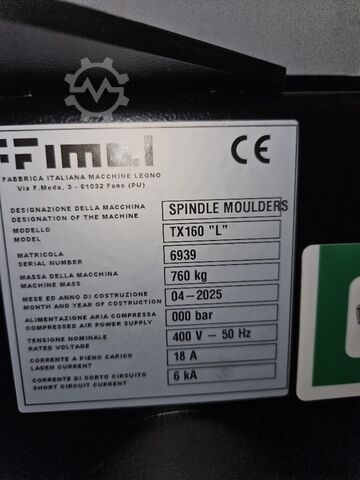 FFimal CE
FABBRICA ITALIANA MACCHINE LEGNO
Via F.Meda, 3 - 61032 Fano (PU)
DESIGNAZIONE DELLA MACCHINA SPINDLE MOULDERS
DESIGNATION OF THE MACHINE
MODELLO TX160 "L"
MODEL
MATRICOLA 6939
SERIAL NUMBER
MASSA DELLA MACCHINA 760 kg
MACHINE MASS
MESE ED ANNO DI COSTRUZIONE 04-2025
MONTH AND YEAR OF COSTRUCTION
ALIMENTAZIONE ARIA COMPRESSA 000 bar
COMPRESSED AIR POWER SUPPLY
TENSIONE NOMINALE 400 V - 50 Hz
RATED VOLTAGE
CORRENTE A PIENO CARICO 18 A
LADEN CURRENT
CORRENTE DI CORTO CIRCUITO 6 kA
SHORT CIRCUIT CURRENT